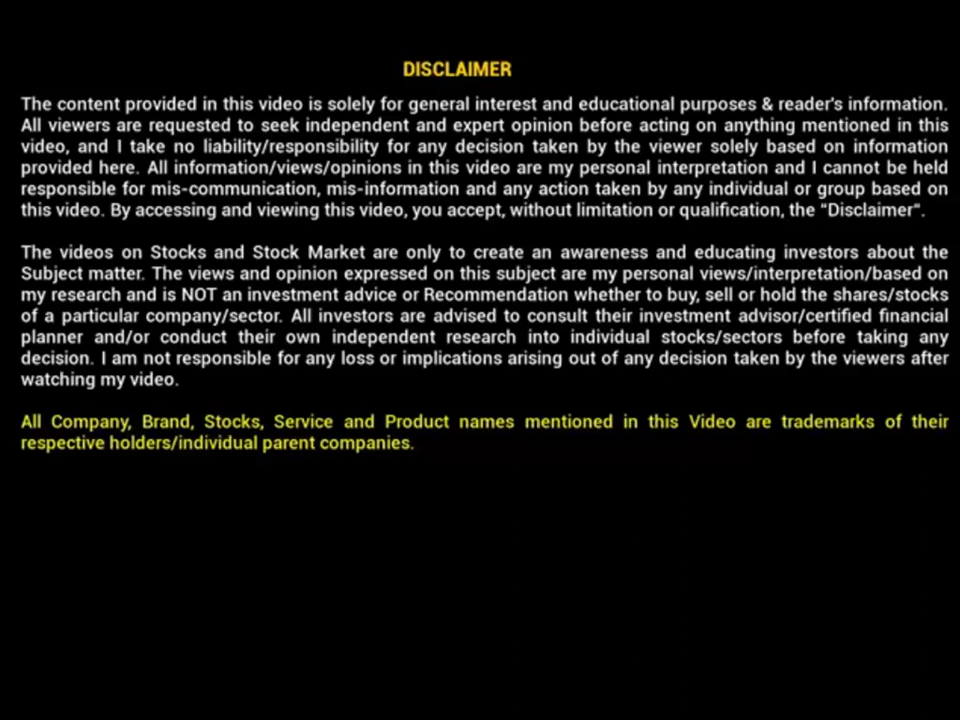 DISCLAIMER
The content provided in this video is solely for general interest and educational purposes & reader's information.
All viewers are requested to seek independent and expert opinion before acting on anything mentioned in this
video, and I take no liability/responsibility for any decision taken by the viewer solely based on information
provided here. All information/views/opinions in this video are my personal interpretation and I cannot be held
responsible for mis-communication, mis-information and any action taken by any individual or group based on
this video. By accessing and viewing this video, you accept, without limitation or qualification, the "Disclaimer".
The videos on Stocks and Stock Market are only to create an awareness and educating investors about the
Subject matter. The views and opinion expressed on this subject are my personal views/interpretation/based on
my research and is NOT an investment advice or Recommendation whether to buy, sell or hold the shares/stocks
of a particular company/sector. All investors are advised to consult their investment advisor/certified financial
planner and/or conduct their own independent research into individual stocks/sectors before taking any
decision. I am not responsible for any loss or implications arising out of any decision taken by the viewers after
watching my video.
All Company, Brand, Stocks, Service and Product names mentioned in this Video are trademarks of their
respective holders/individual parent companies.